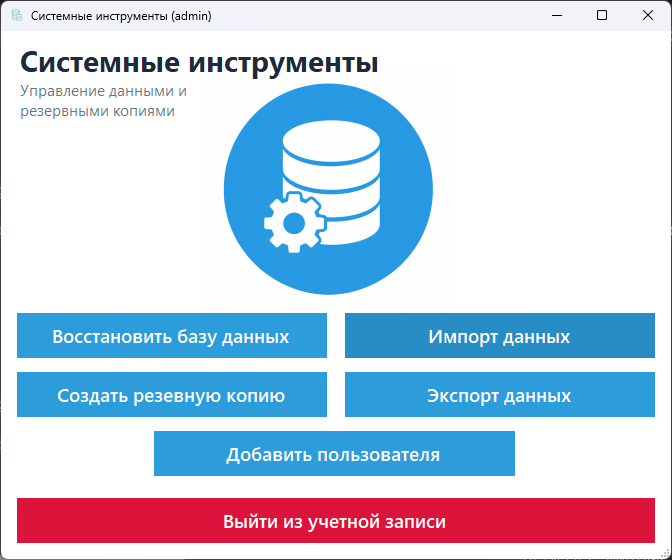 Системные инструменты (admin)
Системные инструменты
Управление данными и
резервными копиями
Восстановить базу данных
Импорт данных
Создать резевную копию
Экспорт данных
Добавить пользователя
Выйти из учетной записи